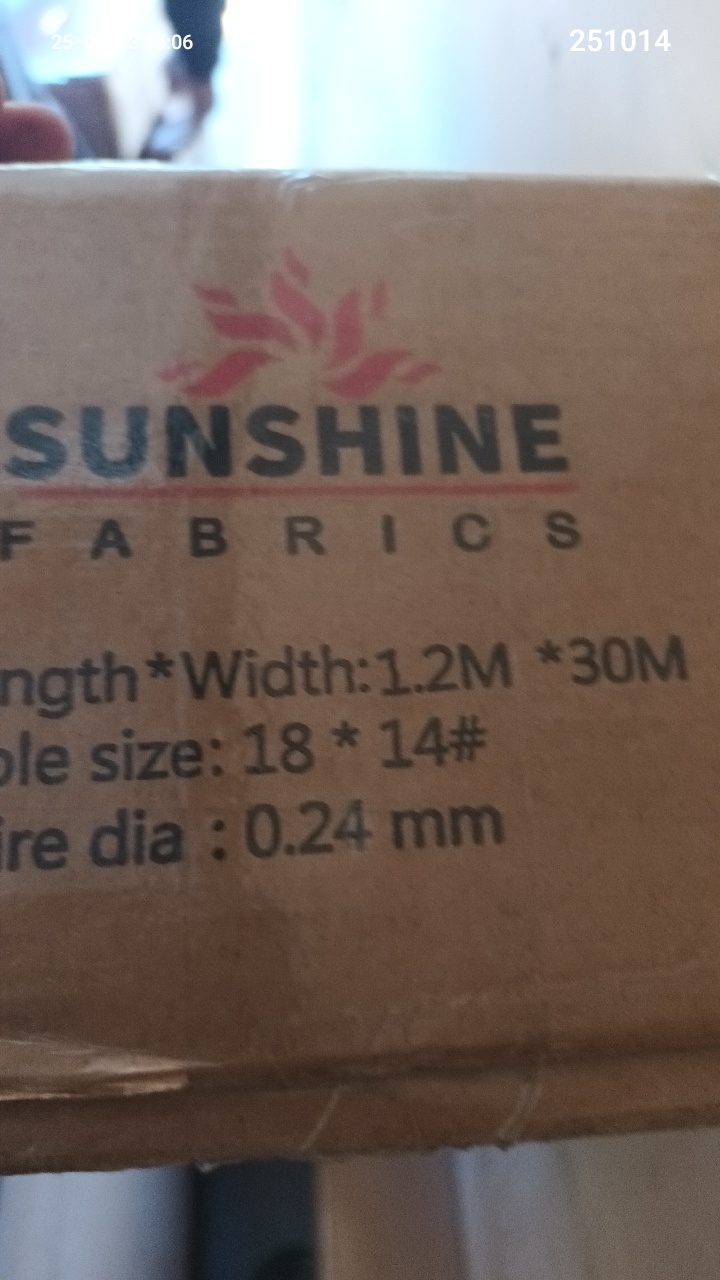 251014
SUNSHINE
FABRICS
ngth*Width:1.2M *30M
ole size: 18 * 14#
ire dia : 0.24 mm